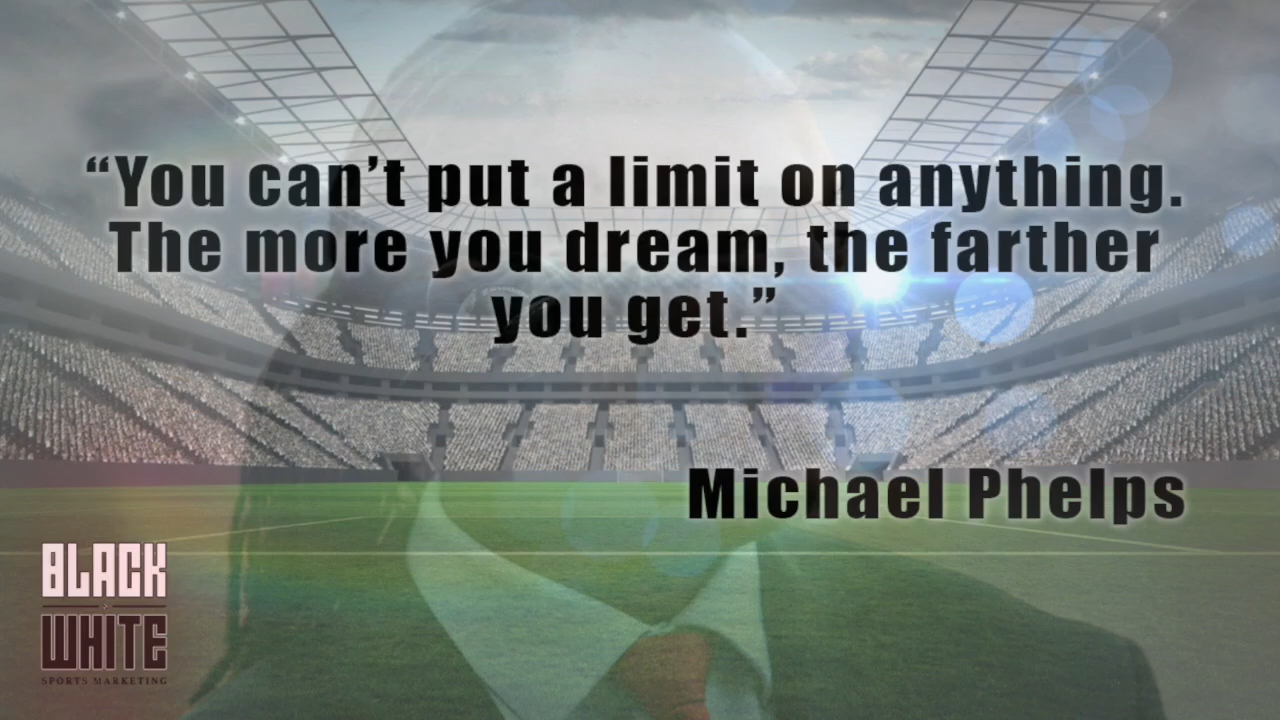 “You can’t put a limit on anything.
The more you dream, the farther
you get.”
Michael Phelps
BLACK
WHITE
SPORTS MARKETING